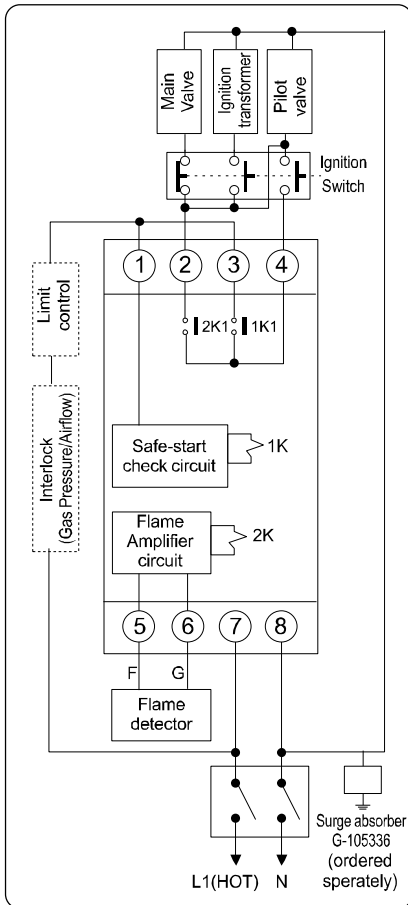 Main
Valve
Ignition
transformer
Pilot
valve
Ignition
Switch
1
2
3
4
2K1
1K1
Limit
control
Interlock
(Gas Pressure/Airflow)
Safe-start
check circuit
1K
Flame
Amplifier
circuit
2K
5
6
7
8
F
G
Flame
detector
Surge absorber
G-105336
(ordered
sperately)
L1(HOT)
N